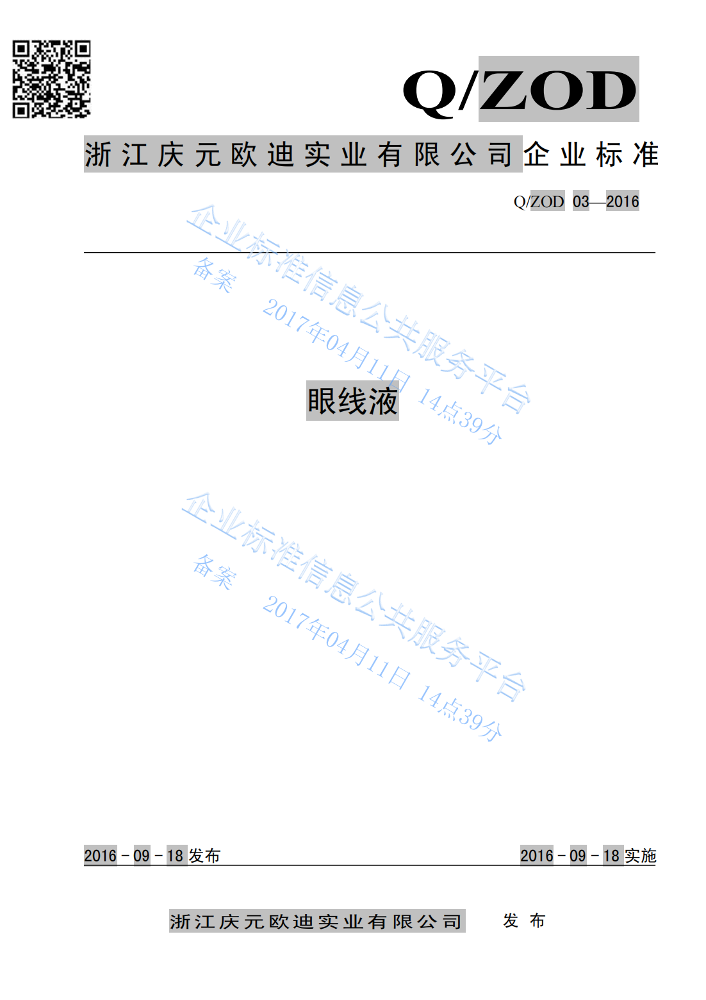 Q/ZOD
浙江庆元欧迪实业有限公司企业标准
Q/ZOD 03—2016
企业标准信息公共服务平台
备案 2017年04月11日 14点39分
眼线液
企业标准信息公共服务平台
备案 2017年04月11日 14点39分
2016-09-18发布 2016-09-18实施
浙江庆元欧迪实业有限公司 发布